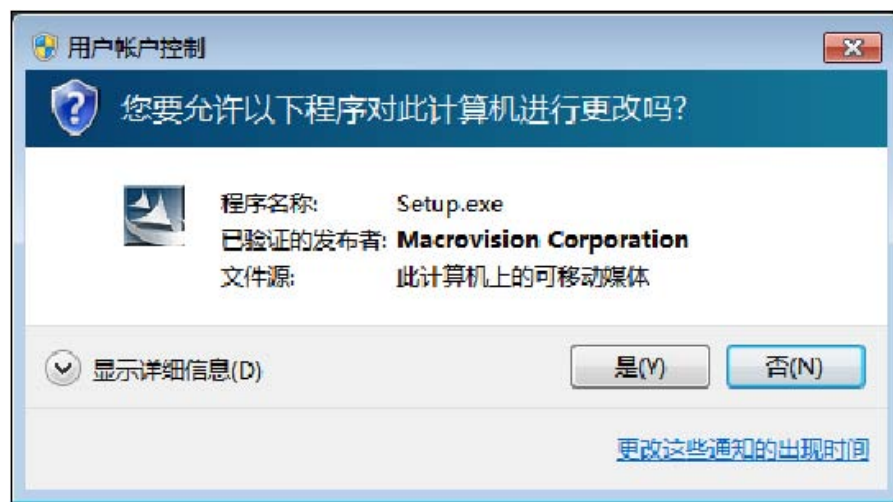 用户帐户控制
您要允许以下程序对此计算机进行更改吗?
程序名称: Setup.exe
已验证的发布者: Macrovision Corporation
文件源: 此计算机上的可移动媒体
显示详细信息(D) 是(Y) 否(N)
更改这些通知的出现时间